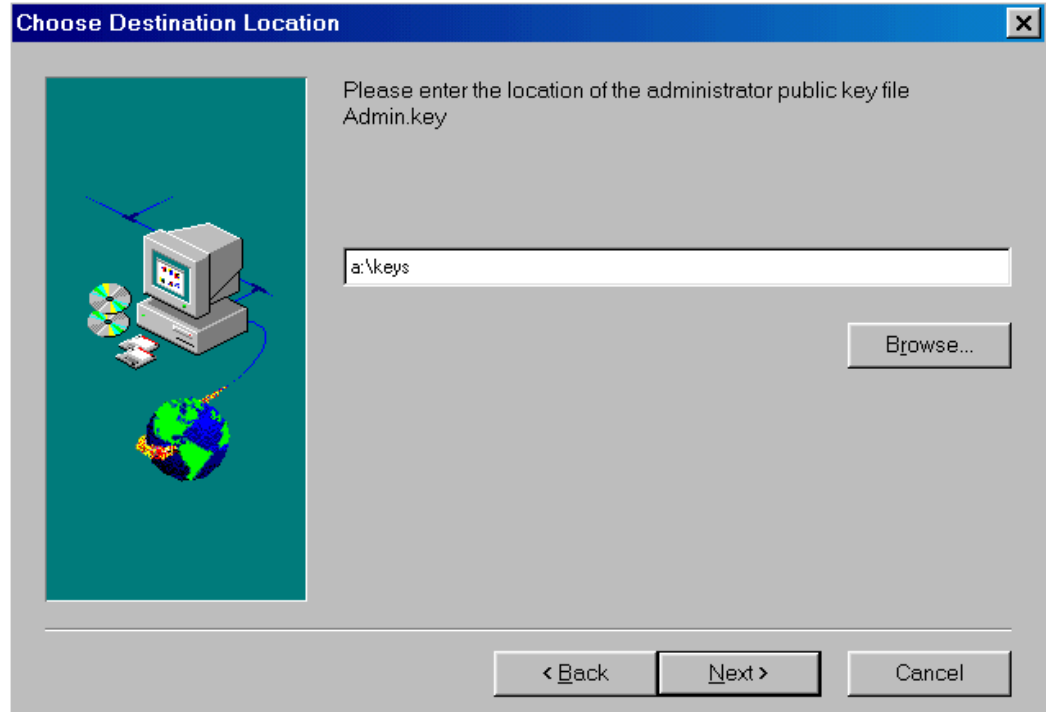 Choose Destination Location
Please enter the location of the administrator public key file
Admin.key
a:\keys
Browse...
< Back
Next >
Cancel